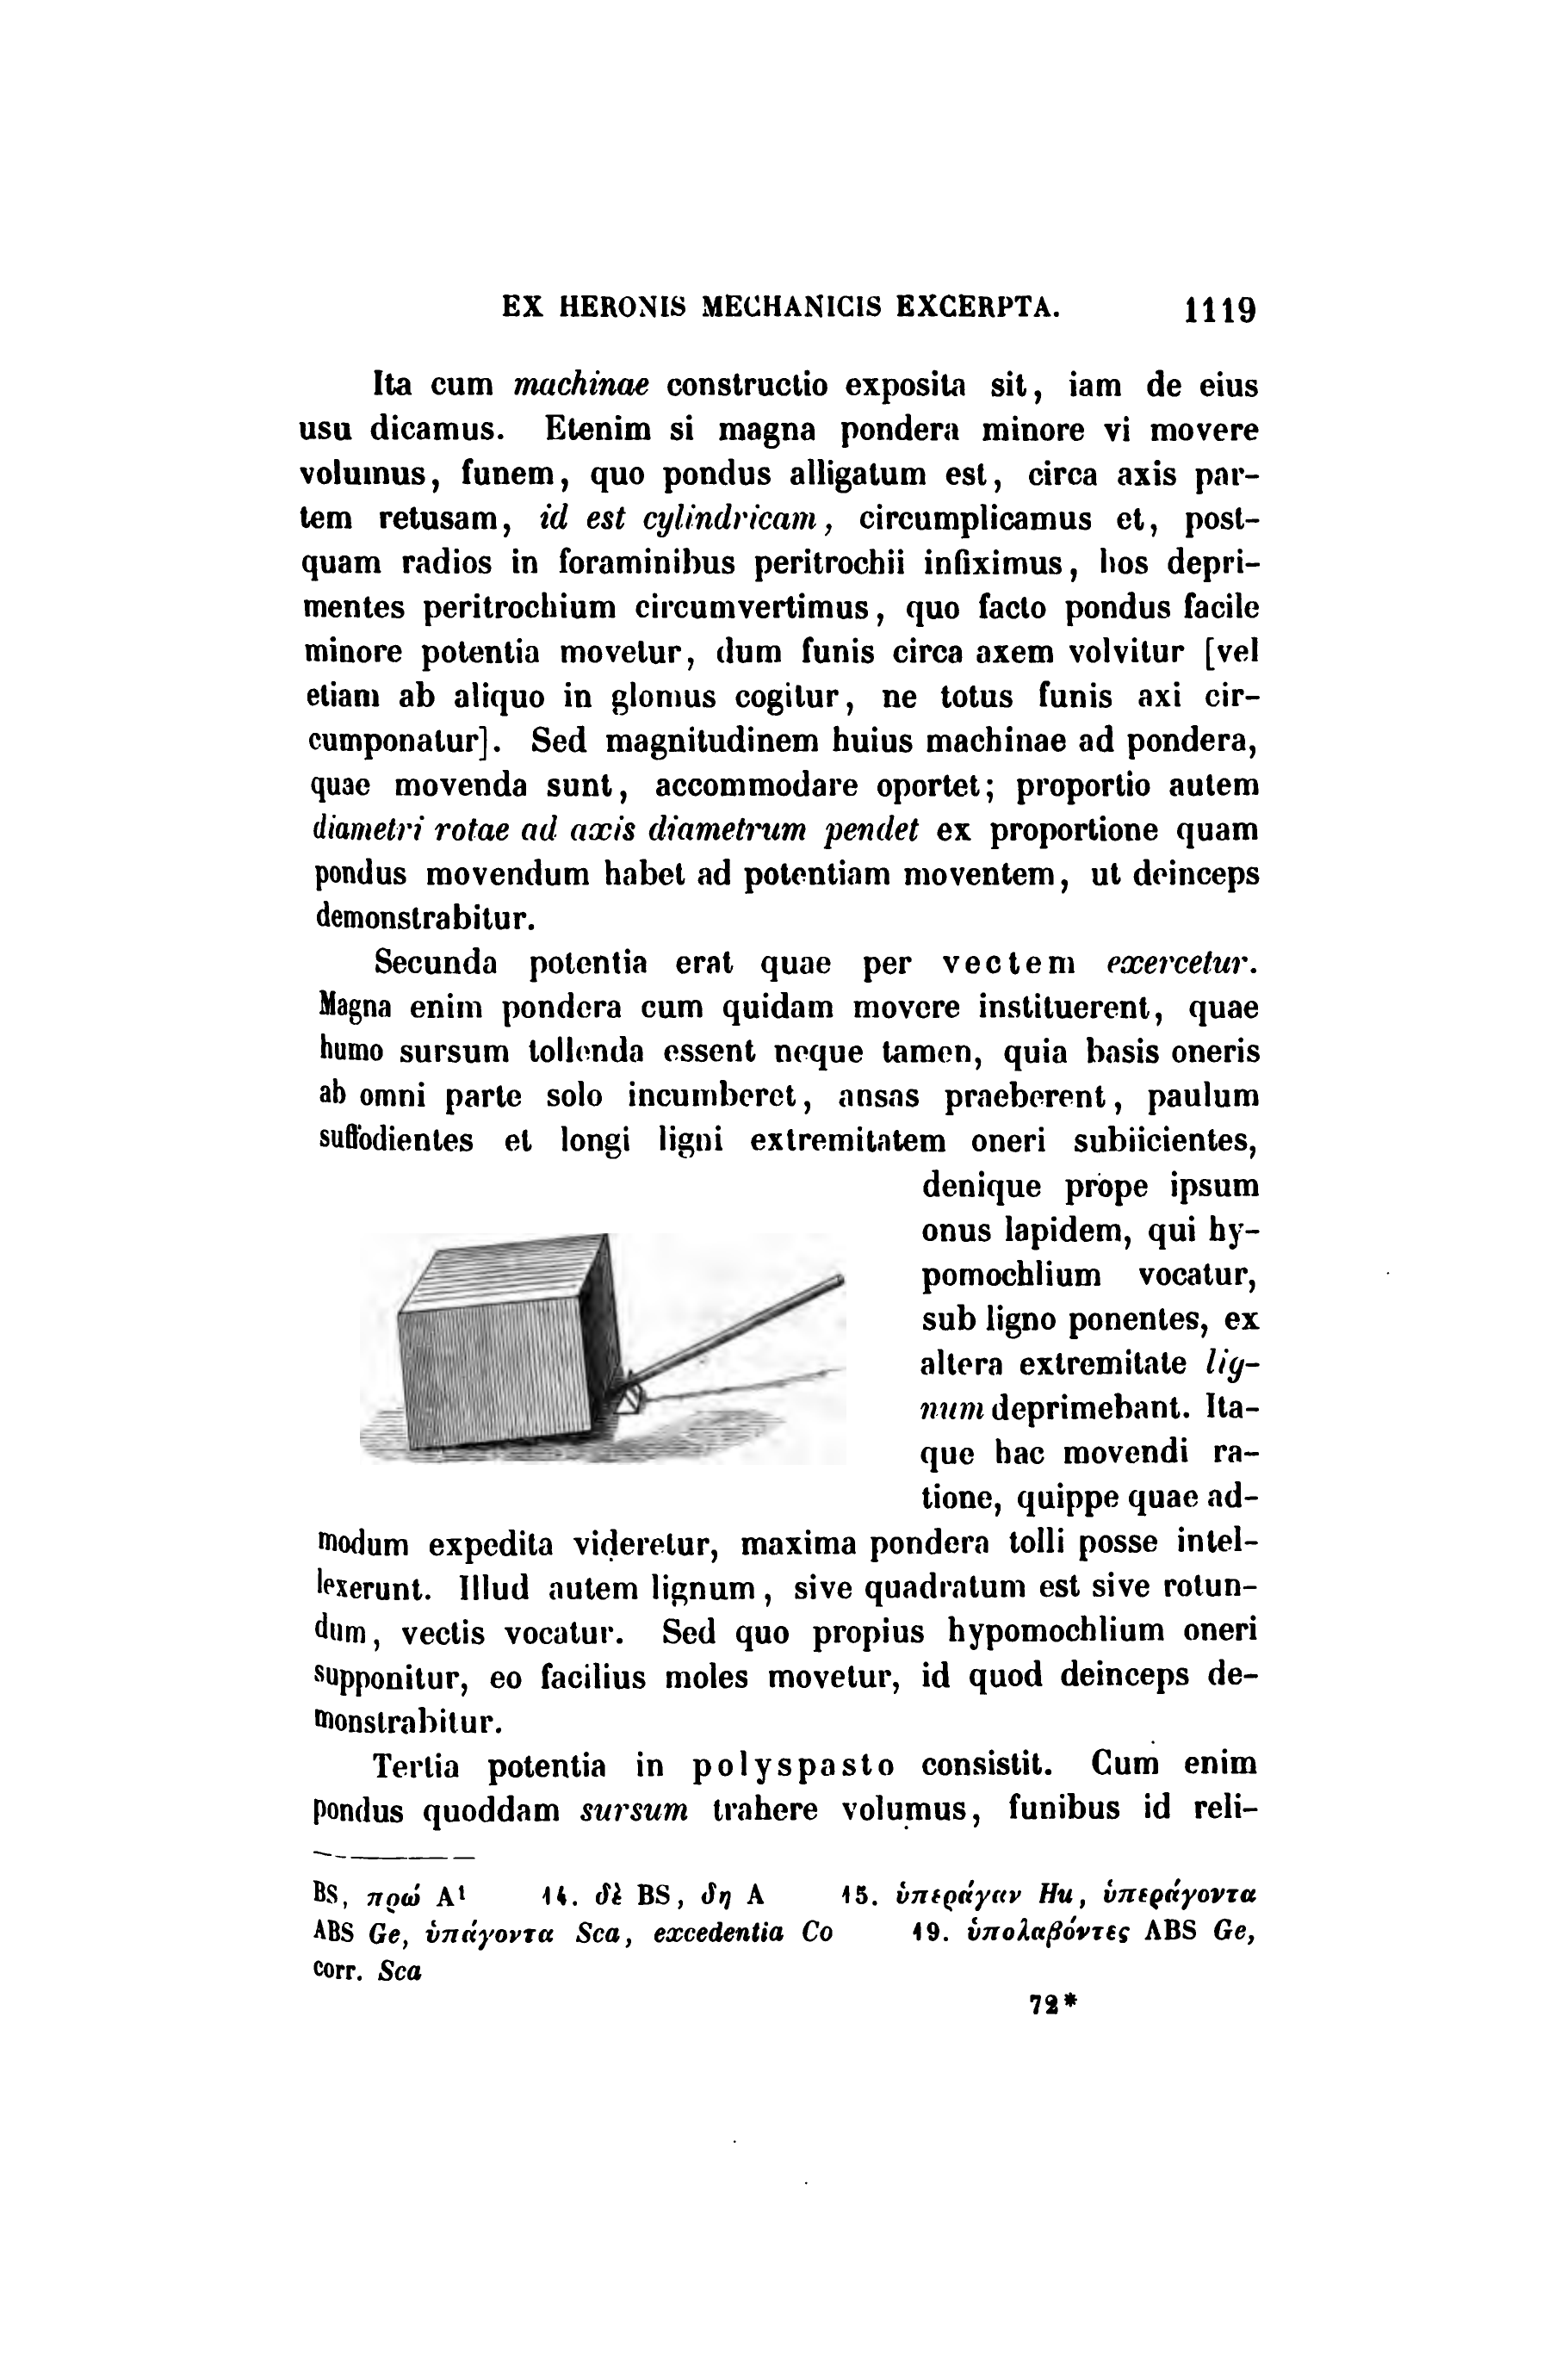 EX HERONIS MECHANICIS EXCERPTA. 1119
Ita cum machinae constructio exposita sit, iam de eius
usu dicamus. Etenim si magna pondera minore vi movere
volumus, funem, quo pondus alligatum est, circa axis par-
tem retusam, id est cylindricam, circumplicamus et, post-
quam radios in foraminibus peritrochii infiximus, hos depri-
mentes peritrochium circumvertimus, quo facto pondus facile
minore potentia movetur, dum funis circa axem volvitur [vel
etiam ab aliquo in glomus cogitur, ne totus funis axi cir-
cumponatur]. Sed magnitudinem huius machinae ad pondera,
quae movenda sunt, accommodare oportet; proportio autem
diametri rotae ad axis diametrum pendet ex proportione quam
pondus movendum habet ad potentiam moventem, ut deinceps
demonstrabitur.
Secunda potentia erat quae per vectem exercetur.
Magna enim pondera cum quidam movere instituerent, quae
humo sursum tollenda essent neque tamen, quia basis oneris
ab omni parte solo incumberet, ansas praeberent, paulum
suffodientes et longi ligni extremitatem oneri subiicientes,
denique prope ipsum
onus lapidem, qui hy-
pomochlium vocatur,
sub ligno ponentes, ex
altera extremitate lig-
num deprimebant. Ita-
que hac movendi ra-
tione, quippe quae ad-
modum expedita videretur, maxima pondera tolli posse intel-
lexerunt. Illud autem lignum, sive quadratum est sive rotun-
dum, vectis vocatur. Sed quo propius hypomochlium oneri
supponitur, eo facilius moles movetur, id quod deinceps de-
monstrabitur.
Tertia potentia in polyspasto consistit. Cum enim
pondus quoddam sursum trahere volumus, funibus id reli-
BS, πρώ A¹ 14. δὲ BS, δη A 15. ὑπεράγαν Hu, ὑπεράγοντα
ABS Ge, ὑπάγοντα Sca, excedentia Co 19. ὑπολαβόντες ABS Ge,
corr. Sca
72*